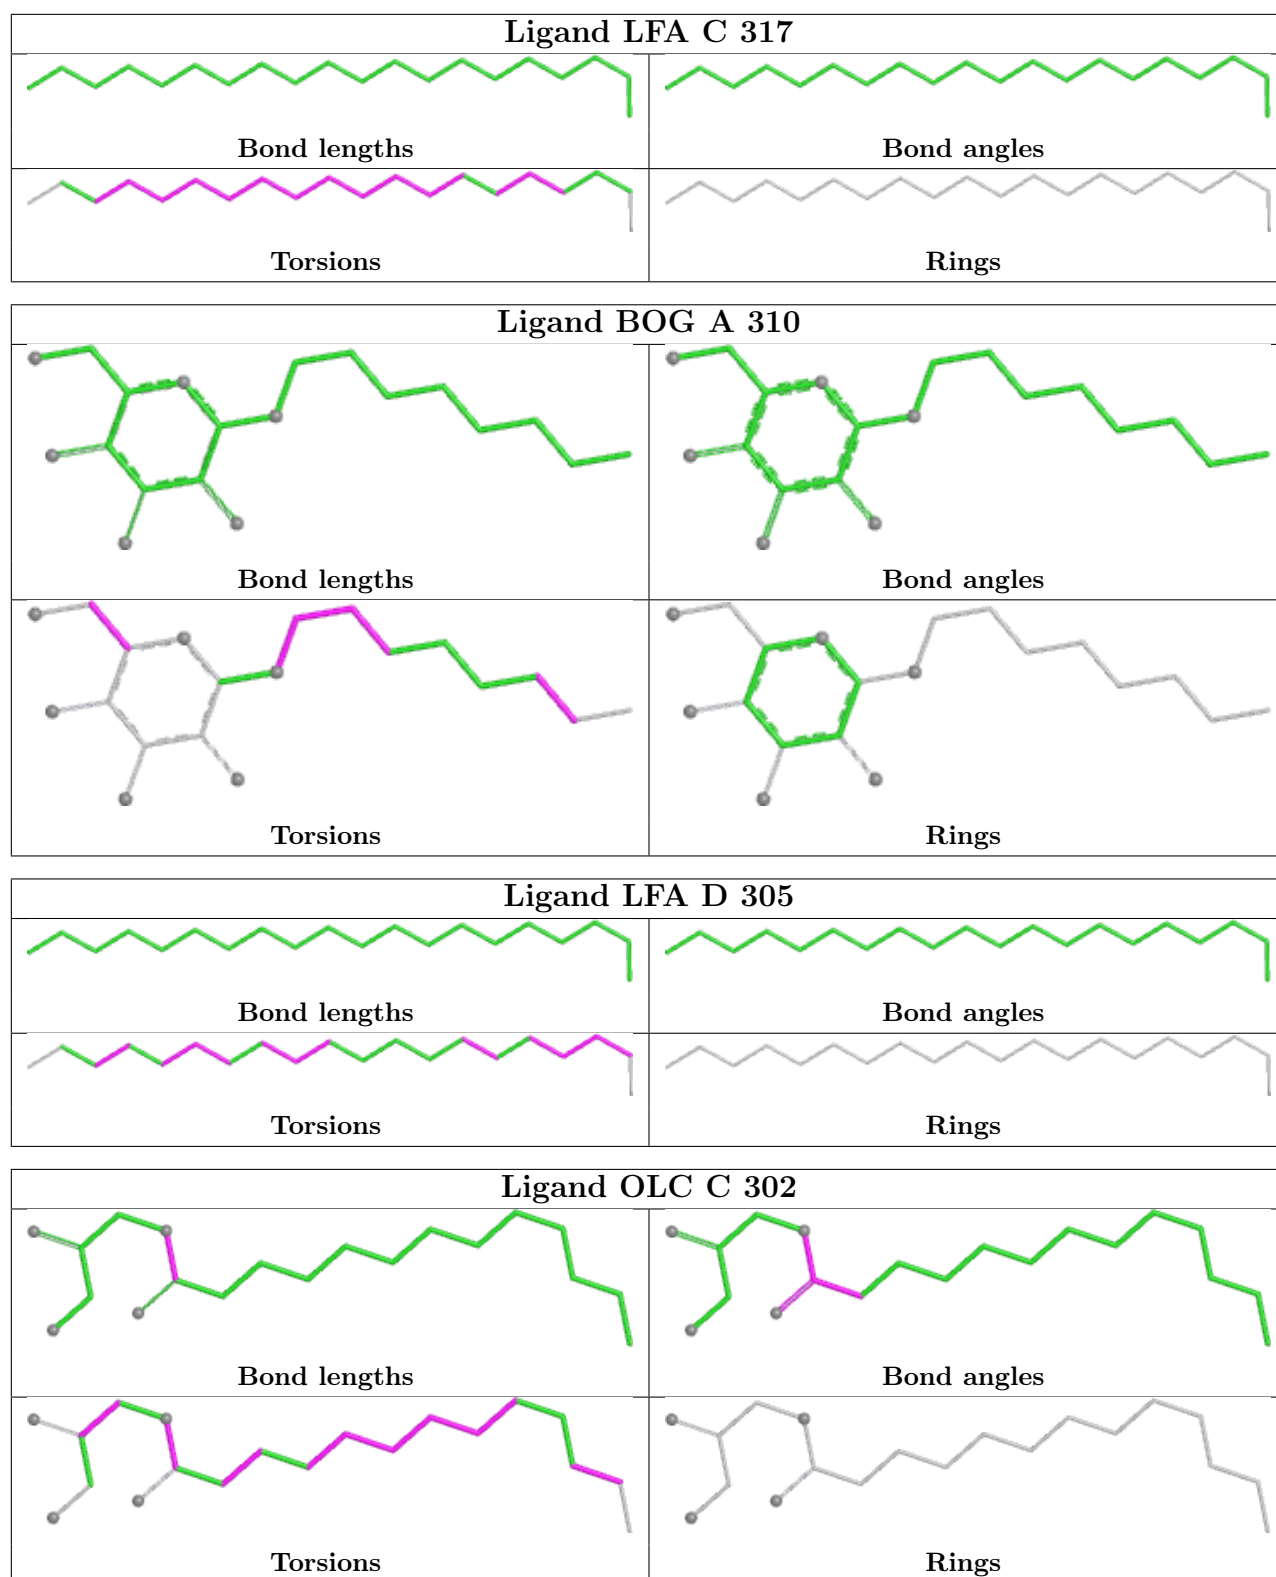 Ligand LFA C 317
Bond lengths
Bond angles
Torsions
Rings
Ligand BOG A 310
Bond lengths
Bond angles
Torsions
Rings
Ligand LFA D 305
Bond lengths
Bond angles
Torsions
Rings
Ligand OLC C 302
Bond lengths
Bond angles
Torsions
Rings